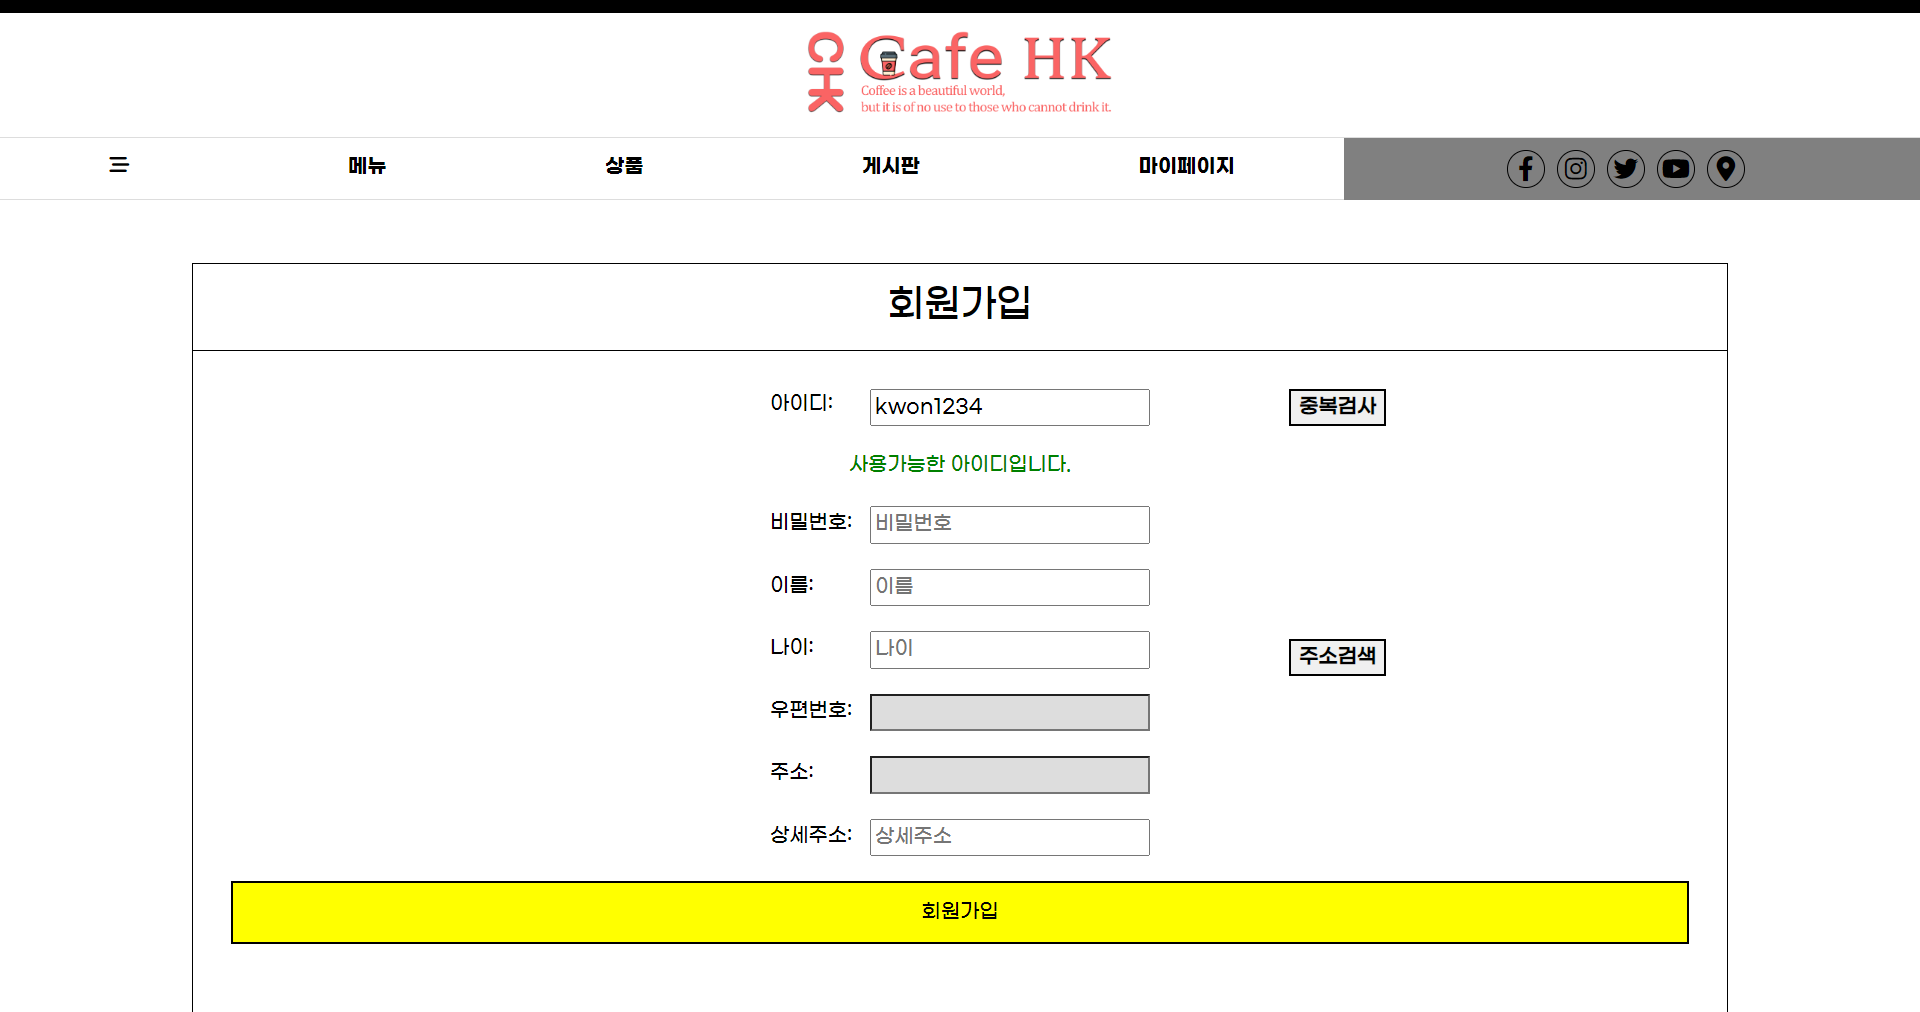 Cafe HK
Coffee is a beautiful world,
but it is of no use to those who cannot drink it.
메뉴 상품 게시판 마이페이지
회원가입
아이디: kwon1234 중복검사
사용가능한 아이디입니다.
비밀번호: 비밀번호
이름: 이름
나이: 나이 주소검색
우편번호:
주소:
상세주소: 상세주소
회원가입